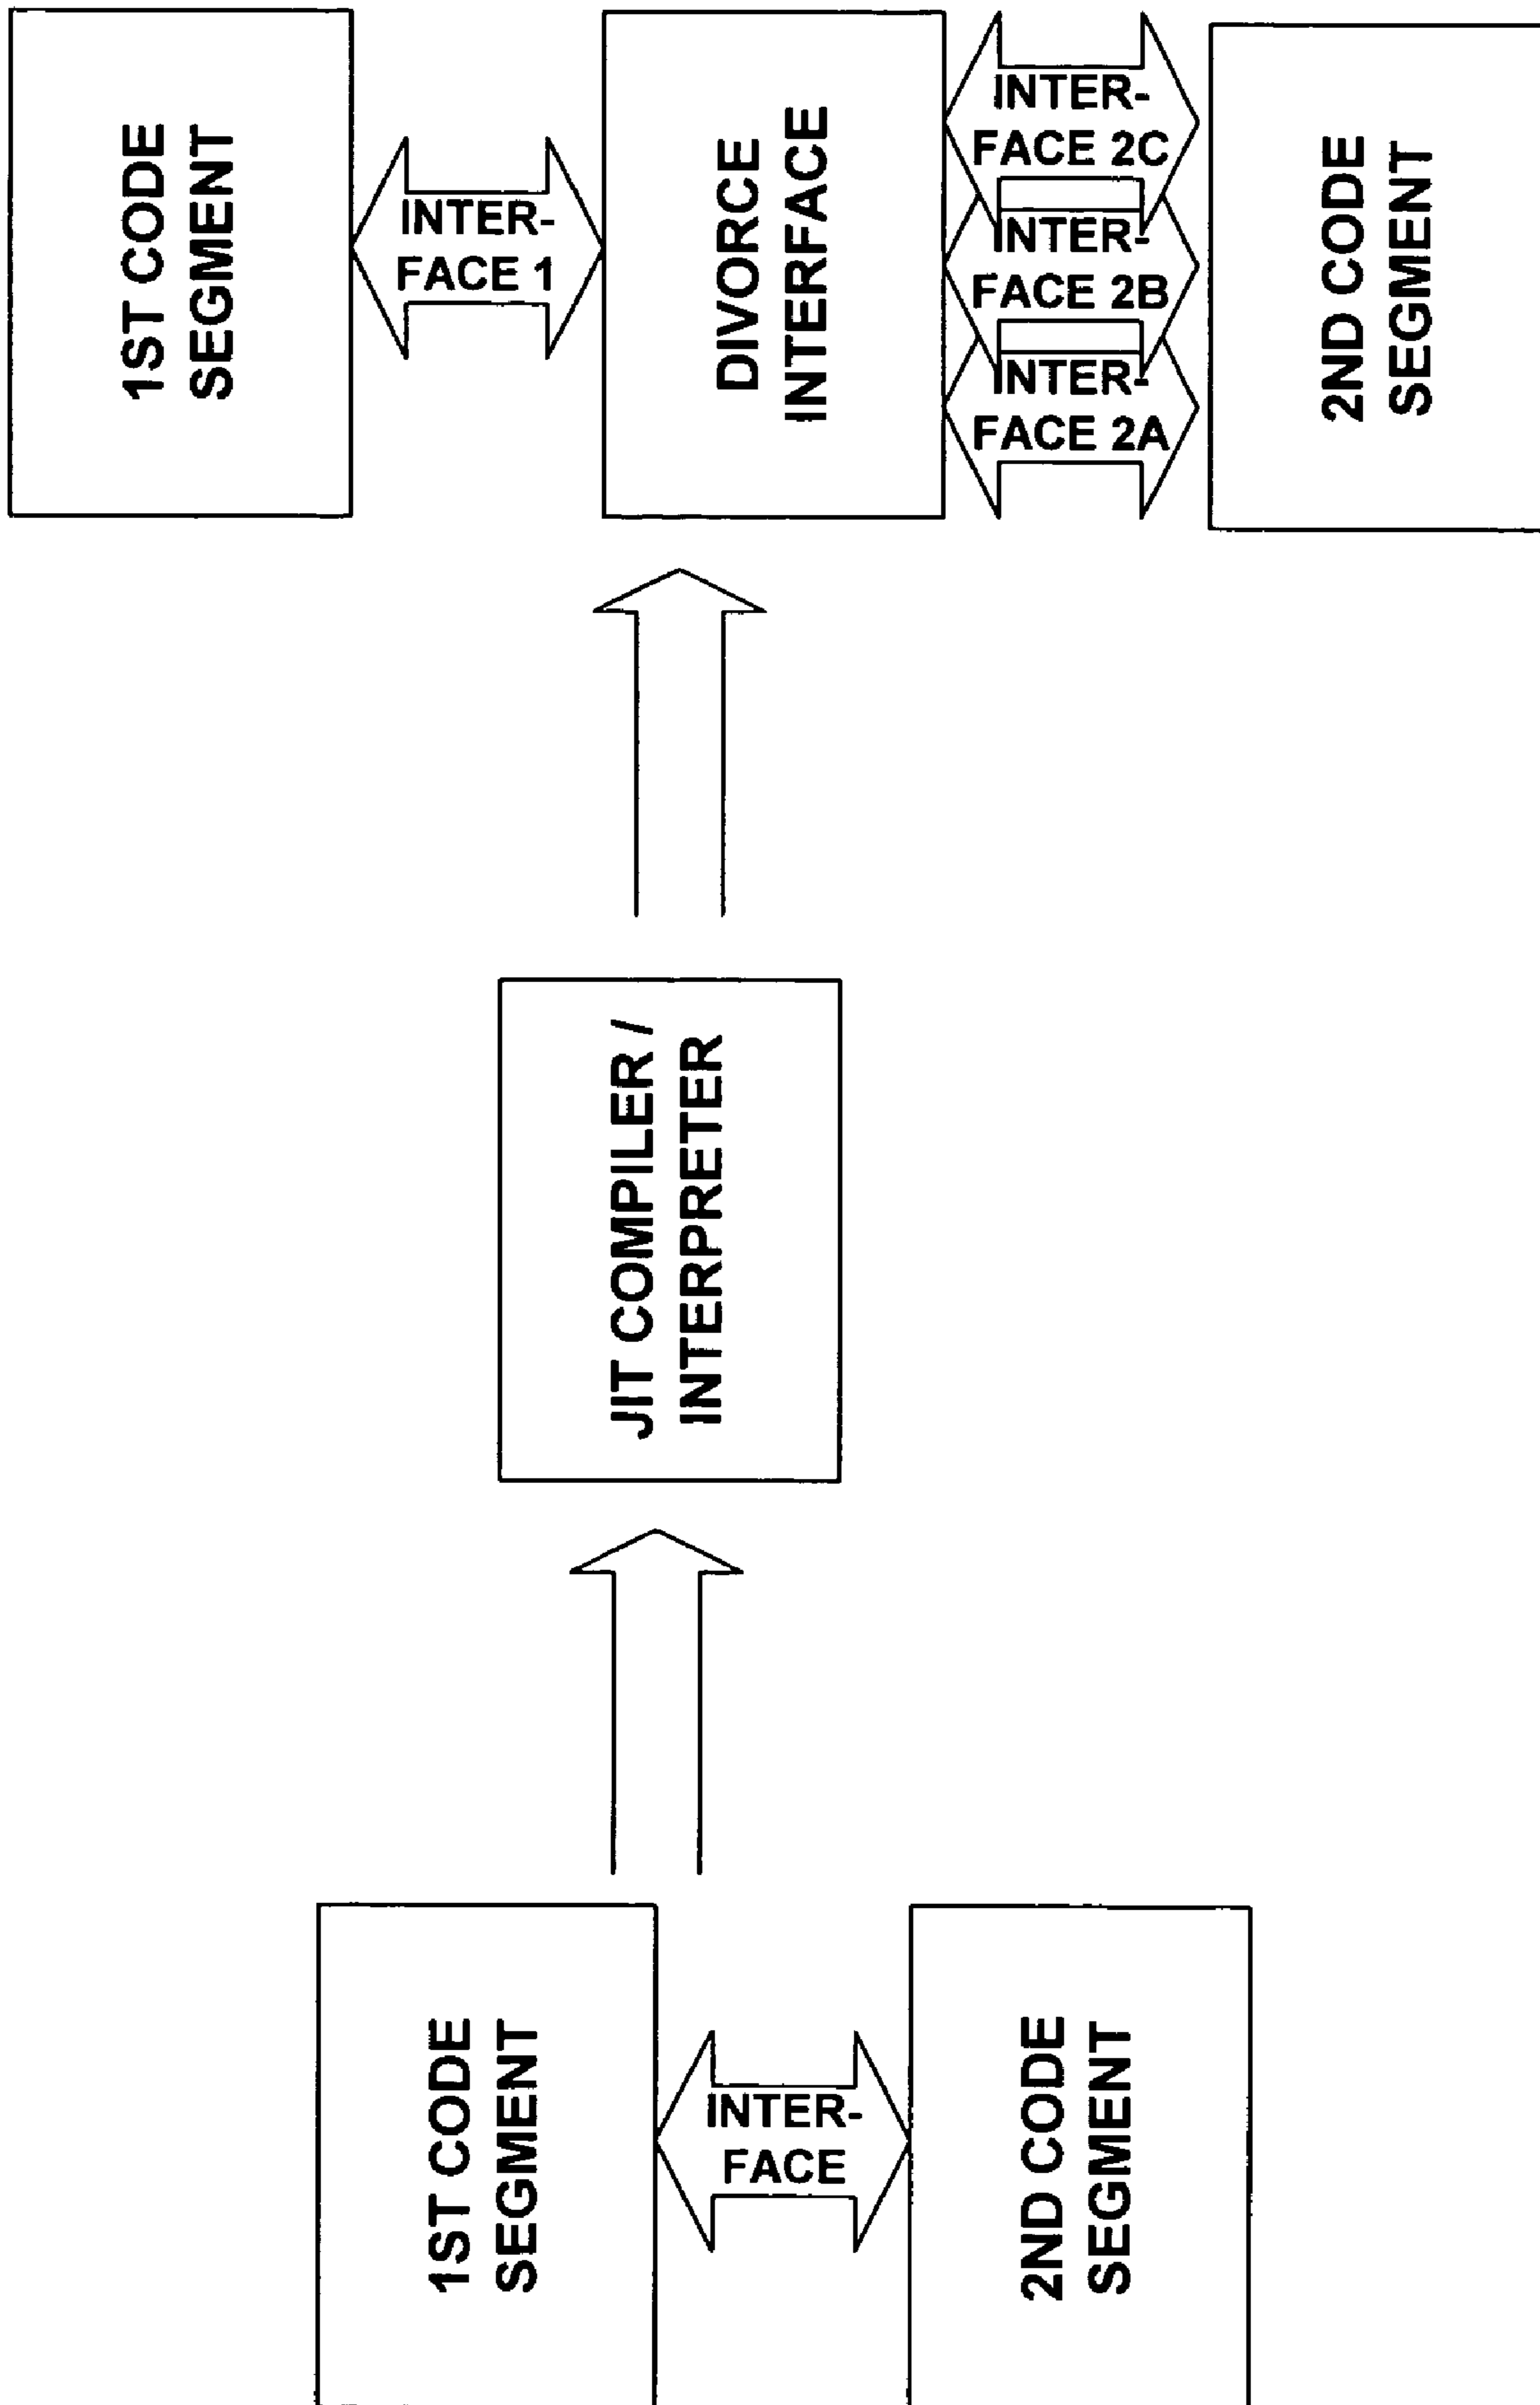 1ST CODE
SEGMENT
INTER-
FACE
2ND CODE
SEGMENT
JIT COMPILER /
INTERPRETER
1ST CODE
SEGMENT
INTER-
FACE 1
DIVORCE
INTERFACE
INTER-
FACE 2C
INTER-
FACE 2B
INTER-
FACE 2A
2ND CODE
SEGMENT